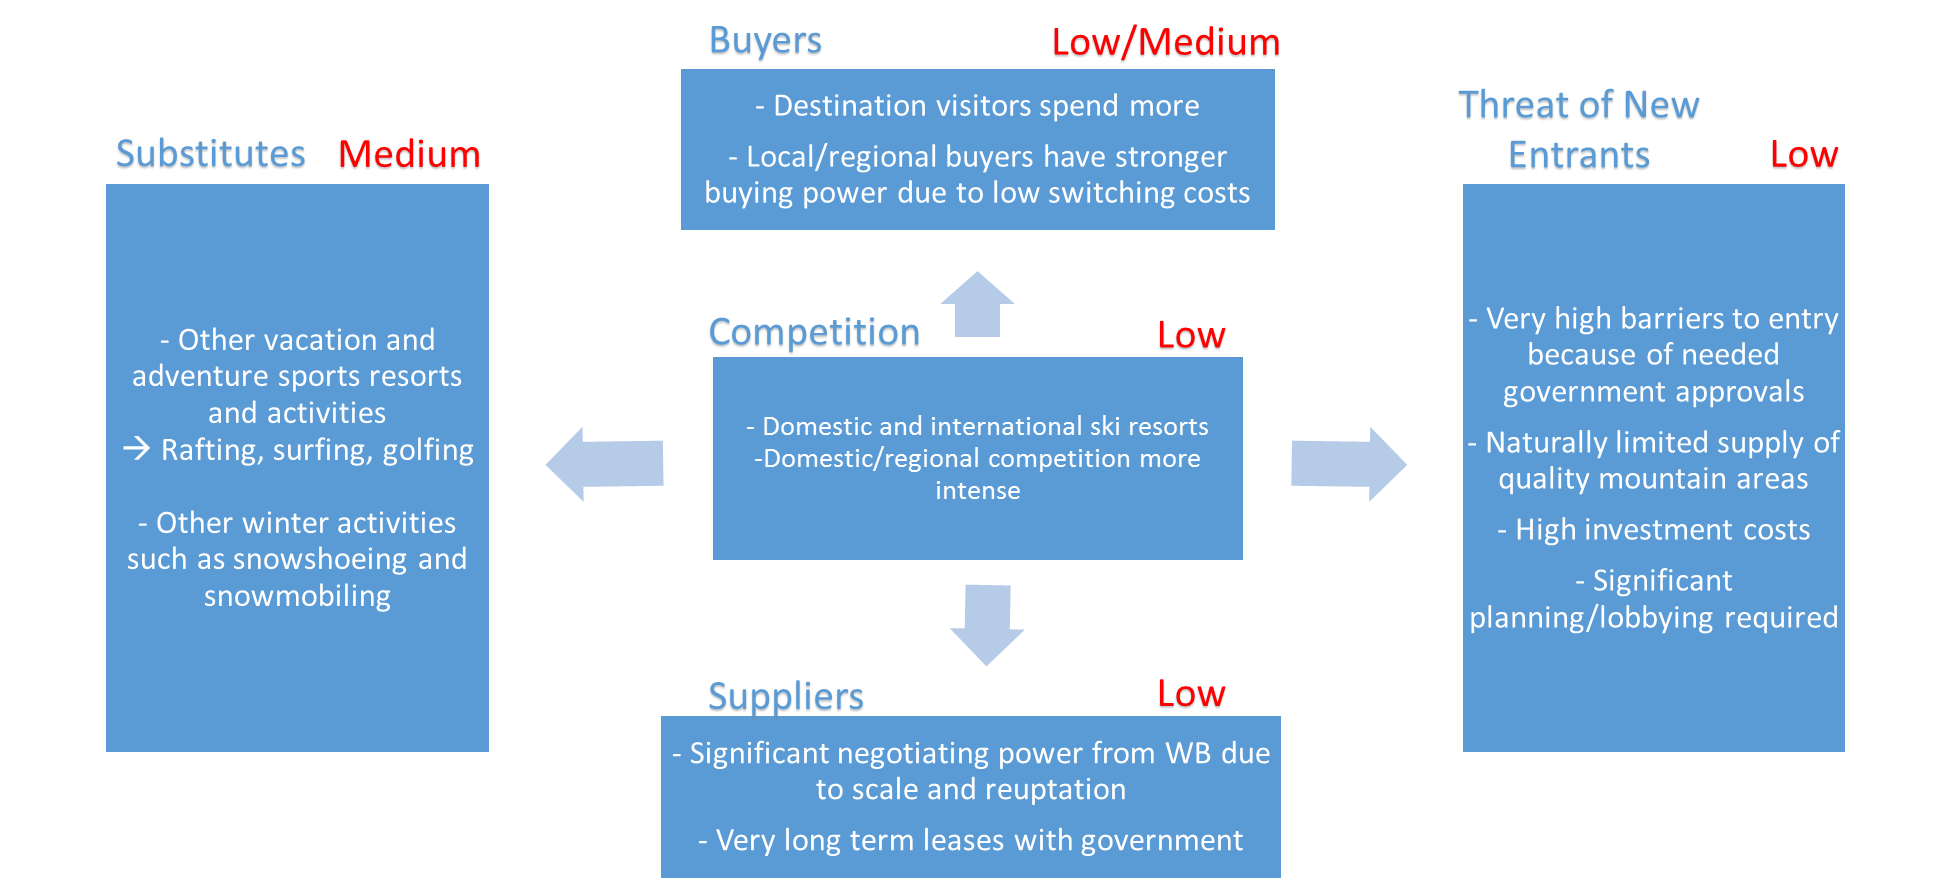 Buyers
Low/Medium
- Destination visitors spend more
- Local/regional buyers have stronger
buying power due to low switching costs
Substitutes
Medium
- Other vacation and
adventure sports resorts
and activities
→ Rafting, surfing, golfing
- Other winter activities
such as snowshoeing and
snowmobiling
Competition
Low
- Domestic and international ski resorts
-Domestic/regional competition more
intense
Threat of New
Entrants
Low
- Very high barriers to entry
because of needed
government approvals
- Naturally limited supply of
quality mountain areas
- High investment costs
- Significant
planning/lobbying required
Suppliers
Low
- Significant negotiating power from WB due
to scale and reuptation
- Very long term leases with government